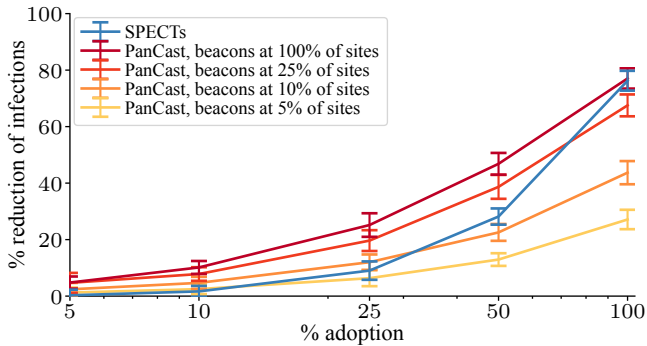 SPECTs
PanCast, beacons at 100% of sites
PanCast, beacons at 25% of sites
PanCast, beacons at 10% of sites
PanCast, beacons at 5% of sites
% reduction of infections
100
80
60
40
20
0
5
10
25
50
100
% adoption